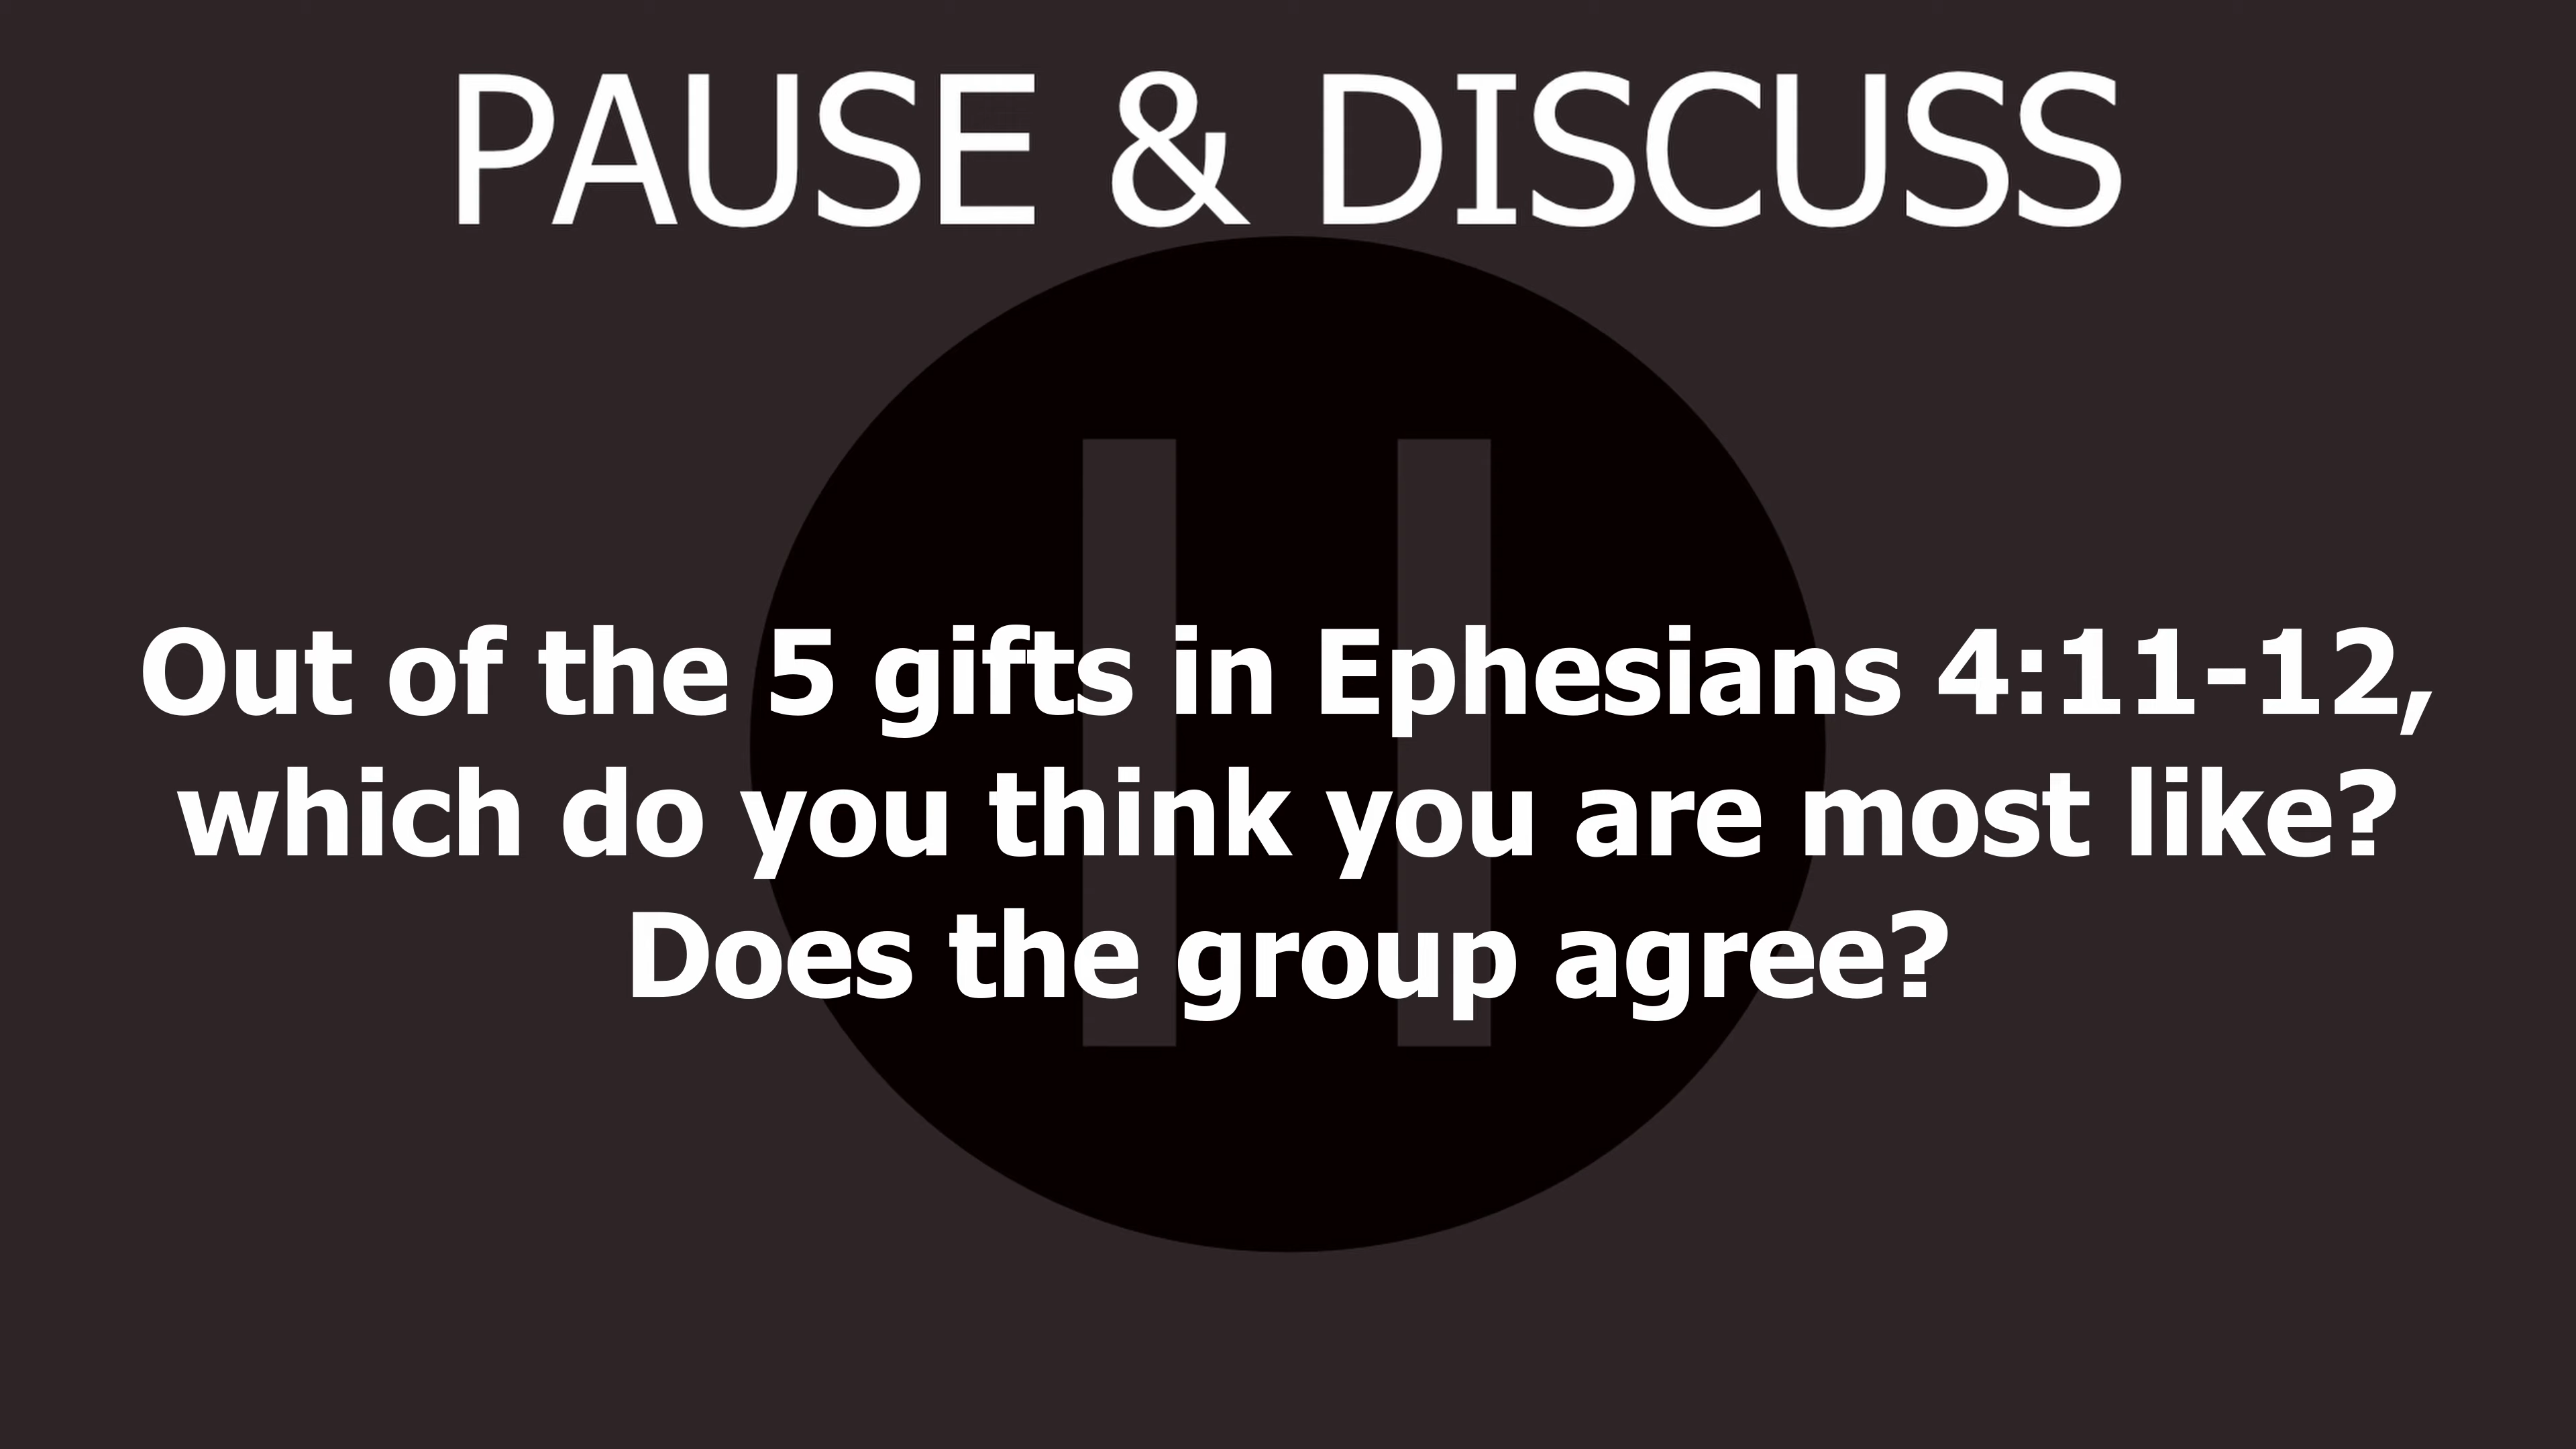 PAUSE & DISCUSS
Out of the 5 gifts in Ephesians 4:11-12,
which do you think you are most like?
Does the group agree?